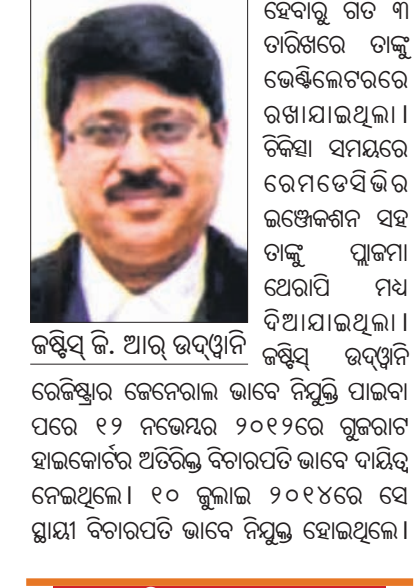 ହେବାରୁ ଗତ ୩
ତାରିଖରେ ତାଙ୍କୁ
ଭେଣ୍ଟିଲେଟରରେ
ରଖାଯାଇଥିଲା।
ଚିକିତ୍ସା ସମୟରେ
ରେମଡେସିଭିର
ଇଞ୍ଜେକଶନ ସହ
ତାଙ୍କୁ ପ୍ଲାଜମା
ଥେରାପି ମଧ୍ୟ
ଦିଆଯାଇଥିଲା।
ଜଷ୍ଟିସ୍ ଜି. ଆର୍ ଉଦ୍‌ୱାନି
ଜଷ୍ଟିସ୍ ଉଦ୍‌ୱାନି
ରେଜିଷ୍ଟ୍ରାର ଜେନେରାଲ ଭାବେ ନିଯୁକ୍ତି ପାଇବା
ପରେ ୧୨ ନଭେମ୍ବର ୨୦୧୨ରେ ଗୁଜରାଟ
ହାଇକୋର୍ଟର ଅତିରିକ୍ତ ବିଚାରପତି ଭାବେ ଦାୟିତ୍ୱ
ନେଇଥିଲେ। ୧୦ ଜୁଲାଇ ୨୦୧୪ରେ ସେ
ସ୍ଥାୟୀ ବିଚାରପତି ଭାବେ ନିଯୁକ୍ତ ହୋଇଥିଲେ।